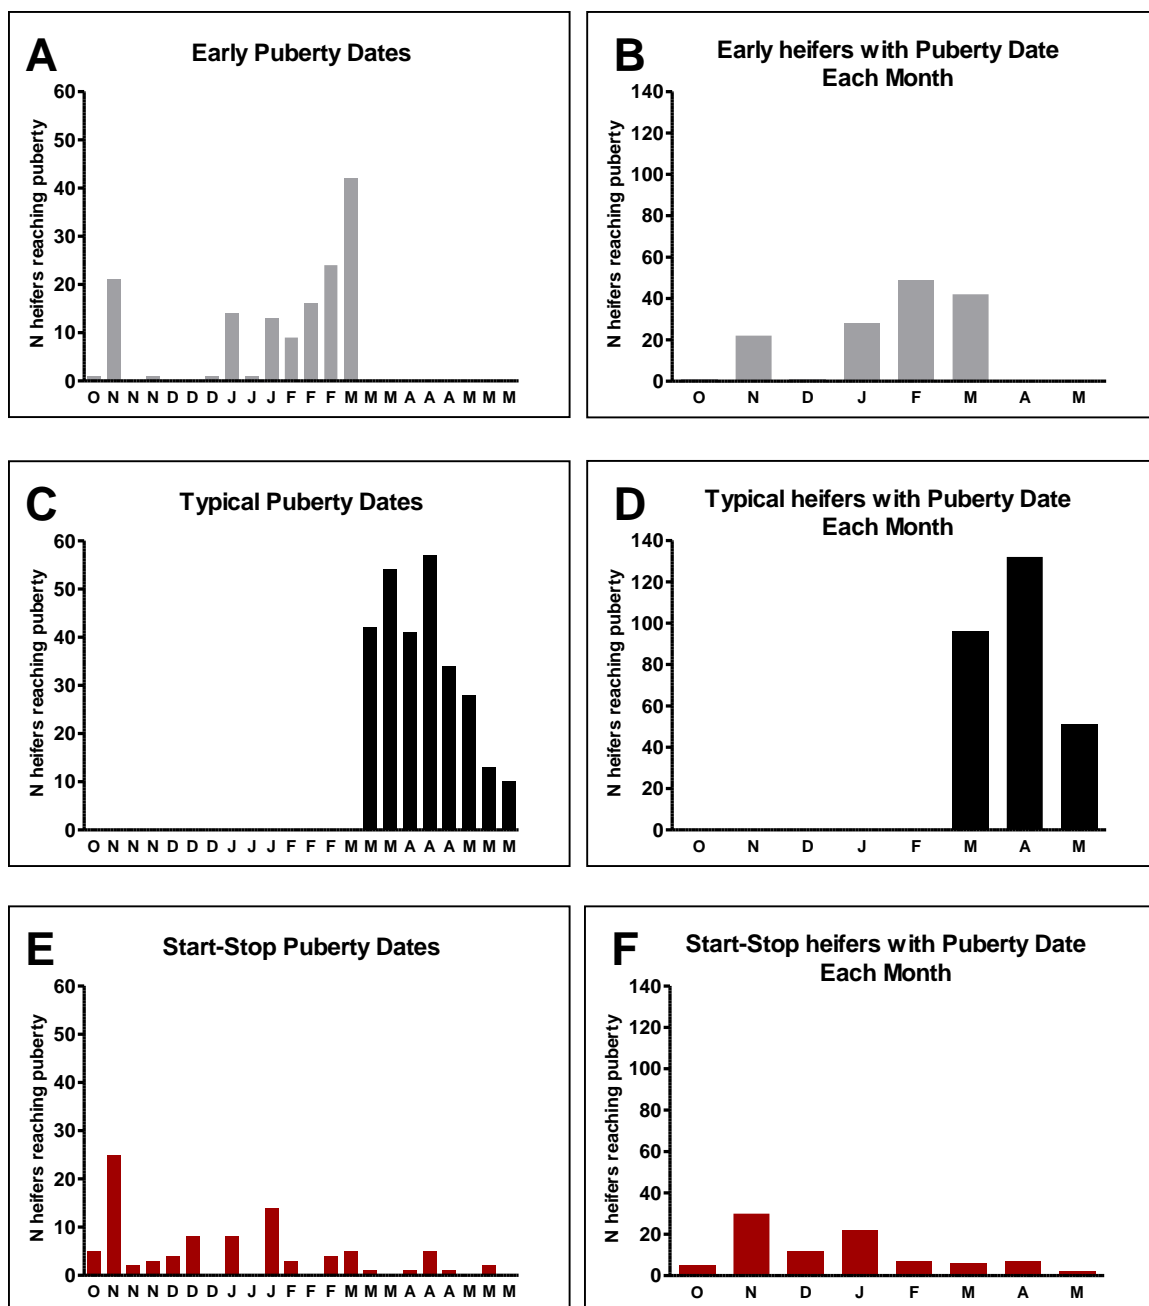 A
Early Puberty Dates
N heifers reaching puberty
60
50
40
30
20
10
0
O N N N D D D J J J F F F M M M A A A M M M
B
Early heifers with Puberty Date
Each Month
N heifers reaching puberty
140
120
100
80
60
40
20
0
O N D J F M A M
C
Typical Puberty Dates
N heifers reaching puberty
60
50
40
30
20
10
0
O N N N D D D J J J F F F M M M A A A M M M
D
Typical heifers with Puberty Date
Each Month
N heifers reaching puberty
140
120
100
80
60
40
20
0
O N D J F M A M
E
Start-Stop Puberty Dates
N heifers reaching puberty
60
50
40
30
20
10
0
O N N N D D D J J J F F F M M M A A A M M M
F
Start-Stop heifers with Puberty Date
Each Month
N heifers reaching puberty
140
120
100
80
60
40
20
0
O N D J F M A M